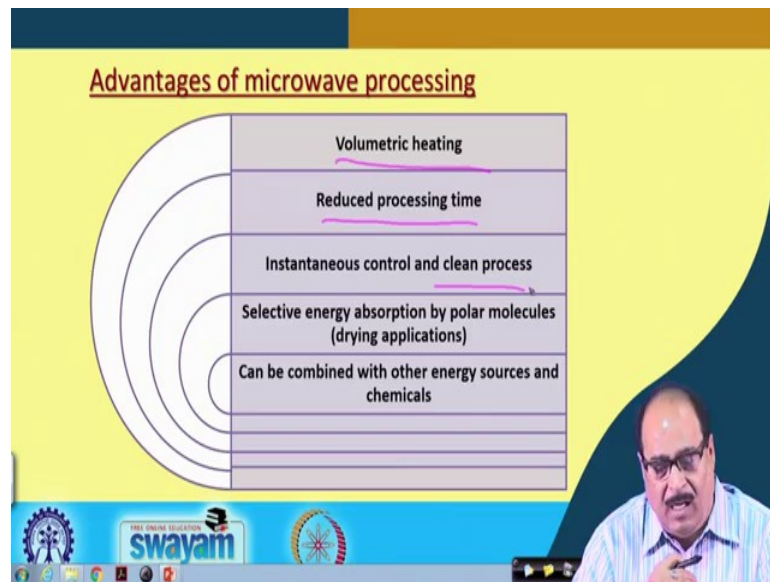 Advantages of microwave processing
Volumetric heating
Reduced processing time
Instantaneous control and clean process
Selective energy absorption by polar molecules
(drying applications)
Can be combined with other energy sources and
chemicals
FREE ONLINE EDUCATION
swayam